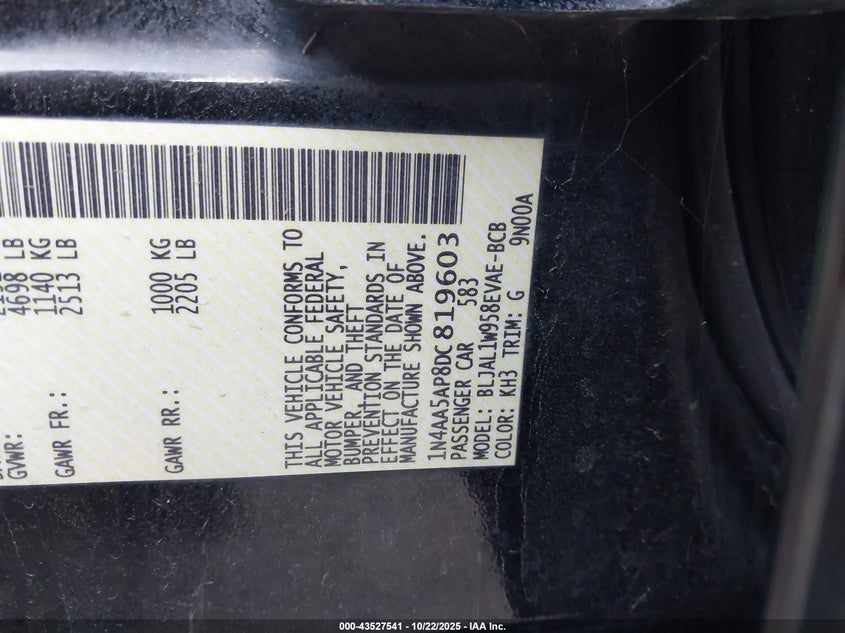 GVWR: 4698 LB
GAWR FR.: 1140 KG
2513 LB
GAWR RR.: 1000 KG
2205 LB
THIS VEHICLE CONFORMS TO
ALL APPLICABLE FEDERAL
MOTOR VEHICLE SAFETY,
BUMPER, AND THEFT
PREVENTION STANDARDS IN
EFFECT ON THE DATE OF
MANUFACTURE SHOWN ABOVE.
1N4AA5AP8DC819603
PASSENGER CAR 583
MODEL: BLJAL1W958EVAE-BCB
COLOR: KH3 TRIM: G 9N00A
000-43527541 - 10/22/2025 - IAA Inc.